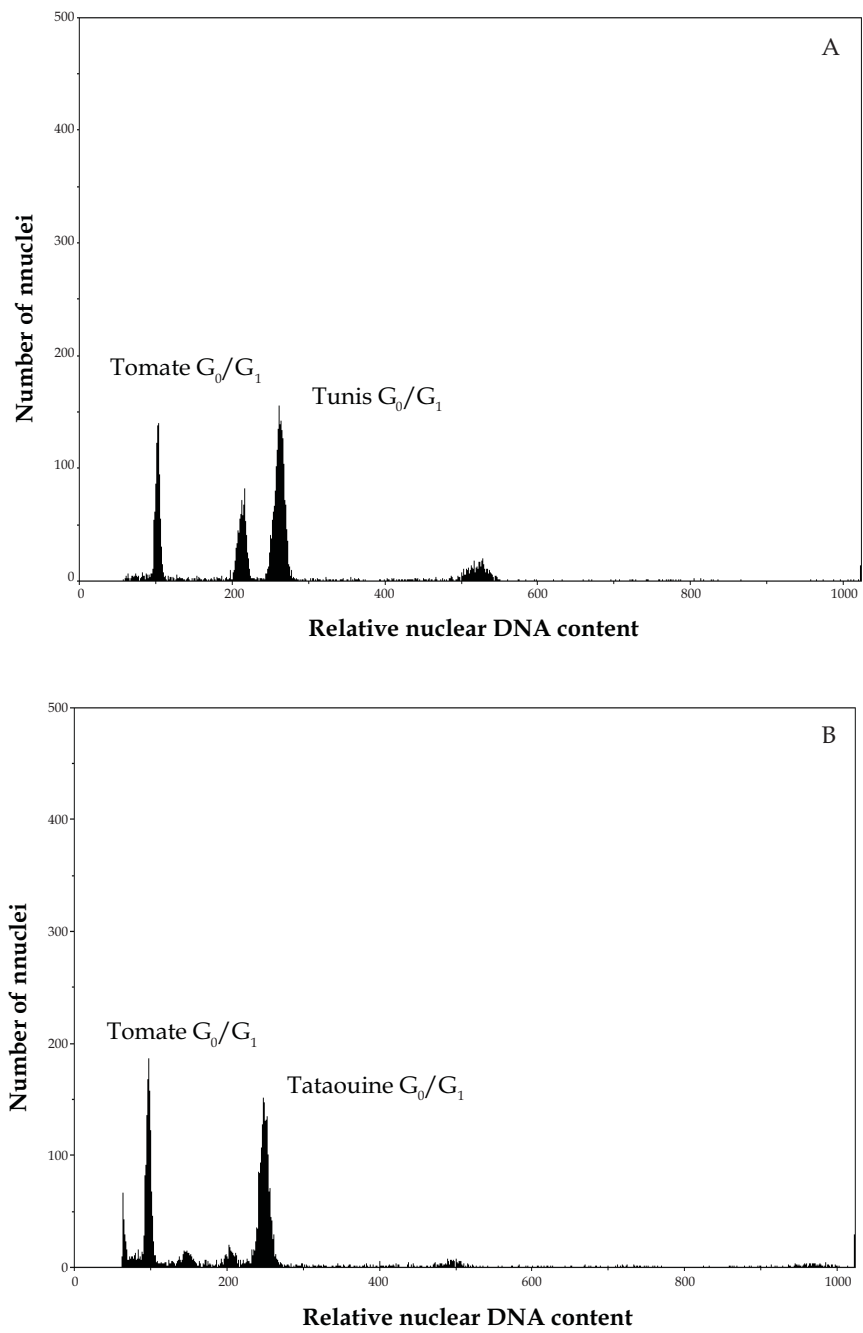 500
A
400
300
200
100
0
Number of nnuclei
Tomate G₀/G₁
Tunis G₀/G₁
0 200 400 600 800 1000
Relative nuclear DNA content
500
B
400
300
200
100
0
Number of nnuclei
Tomate G₀/G₁
Tataouine G₀/G₁
0 200 400 600 800 1000
Relative nuclear DNA content